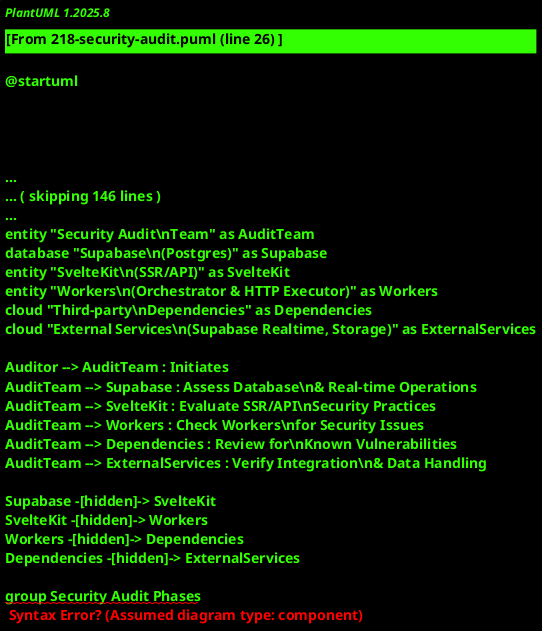 PlantUML 1.2025.8
[From 218-security-audit.puml (line 26) ]
@startuml
...
... ( skipping 146 lines )
...
entity "Security Audit\nTeam" as AuditTeam
database "Supabase\n(Postgres)" as Supabase
entity "SvelteKit\n(SSR/API)" as SvelteKit
entity "Workers\n(Orchestrator & HTTP Executor)" as Workers
cloud "Third-party\nDependencies" as Dependencies
cloud "External Services\n(Supabase Realtime, Storage)" as ExternalServices
Auditor --> AuditTeam : Initiates
AuditTeam --> Supabase : Assess Database\n& Real-time Operations
AuditTeam --> SvelteKit : Evaluate SSR/API\nSecurity Practices
AuditTeam --> Workers : Check Workers\nfor Security Issues
AuditTeam --> Dependencies : Review for\nKnown Vulnerabilities
AuditTeam --> ExternalServices : Verify Integration\n& Data Handling
Supabase -[hidden]-> SvelteKit
SvelteKit -[hidden]-> Workers
Workers -[hidden]-> Dependencies
Dependencies -[hidden]-> ExternalServices
group Security Audit Phases
Syntax Error? (Assumed diagram type: component)